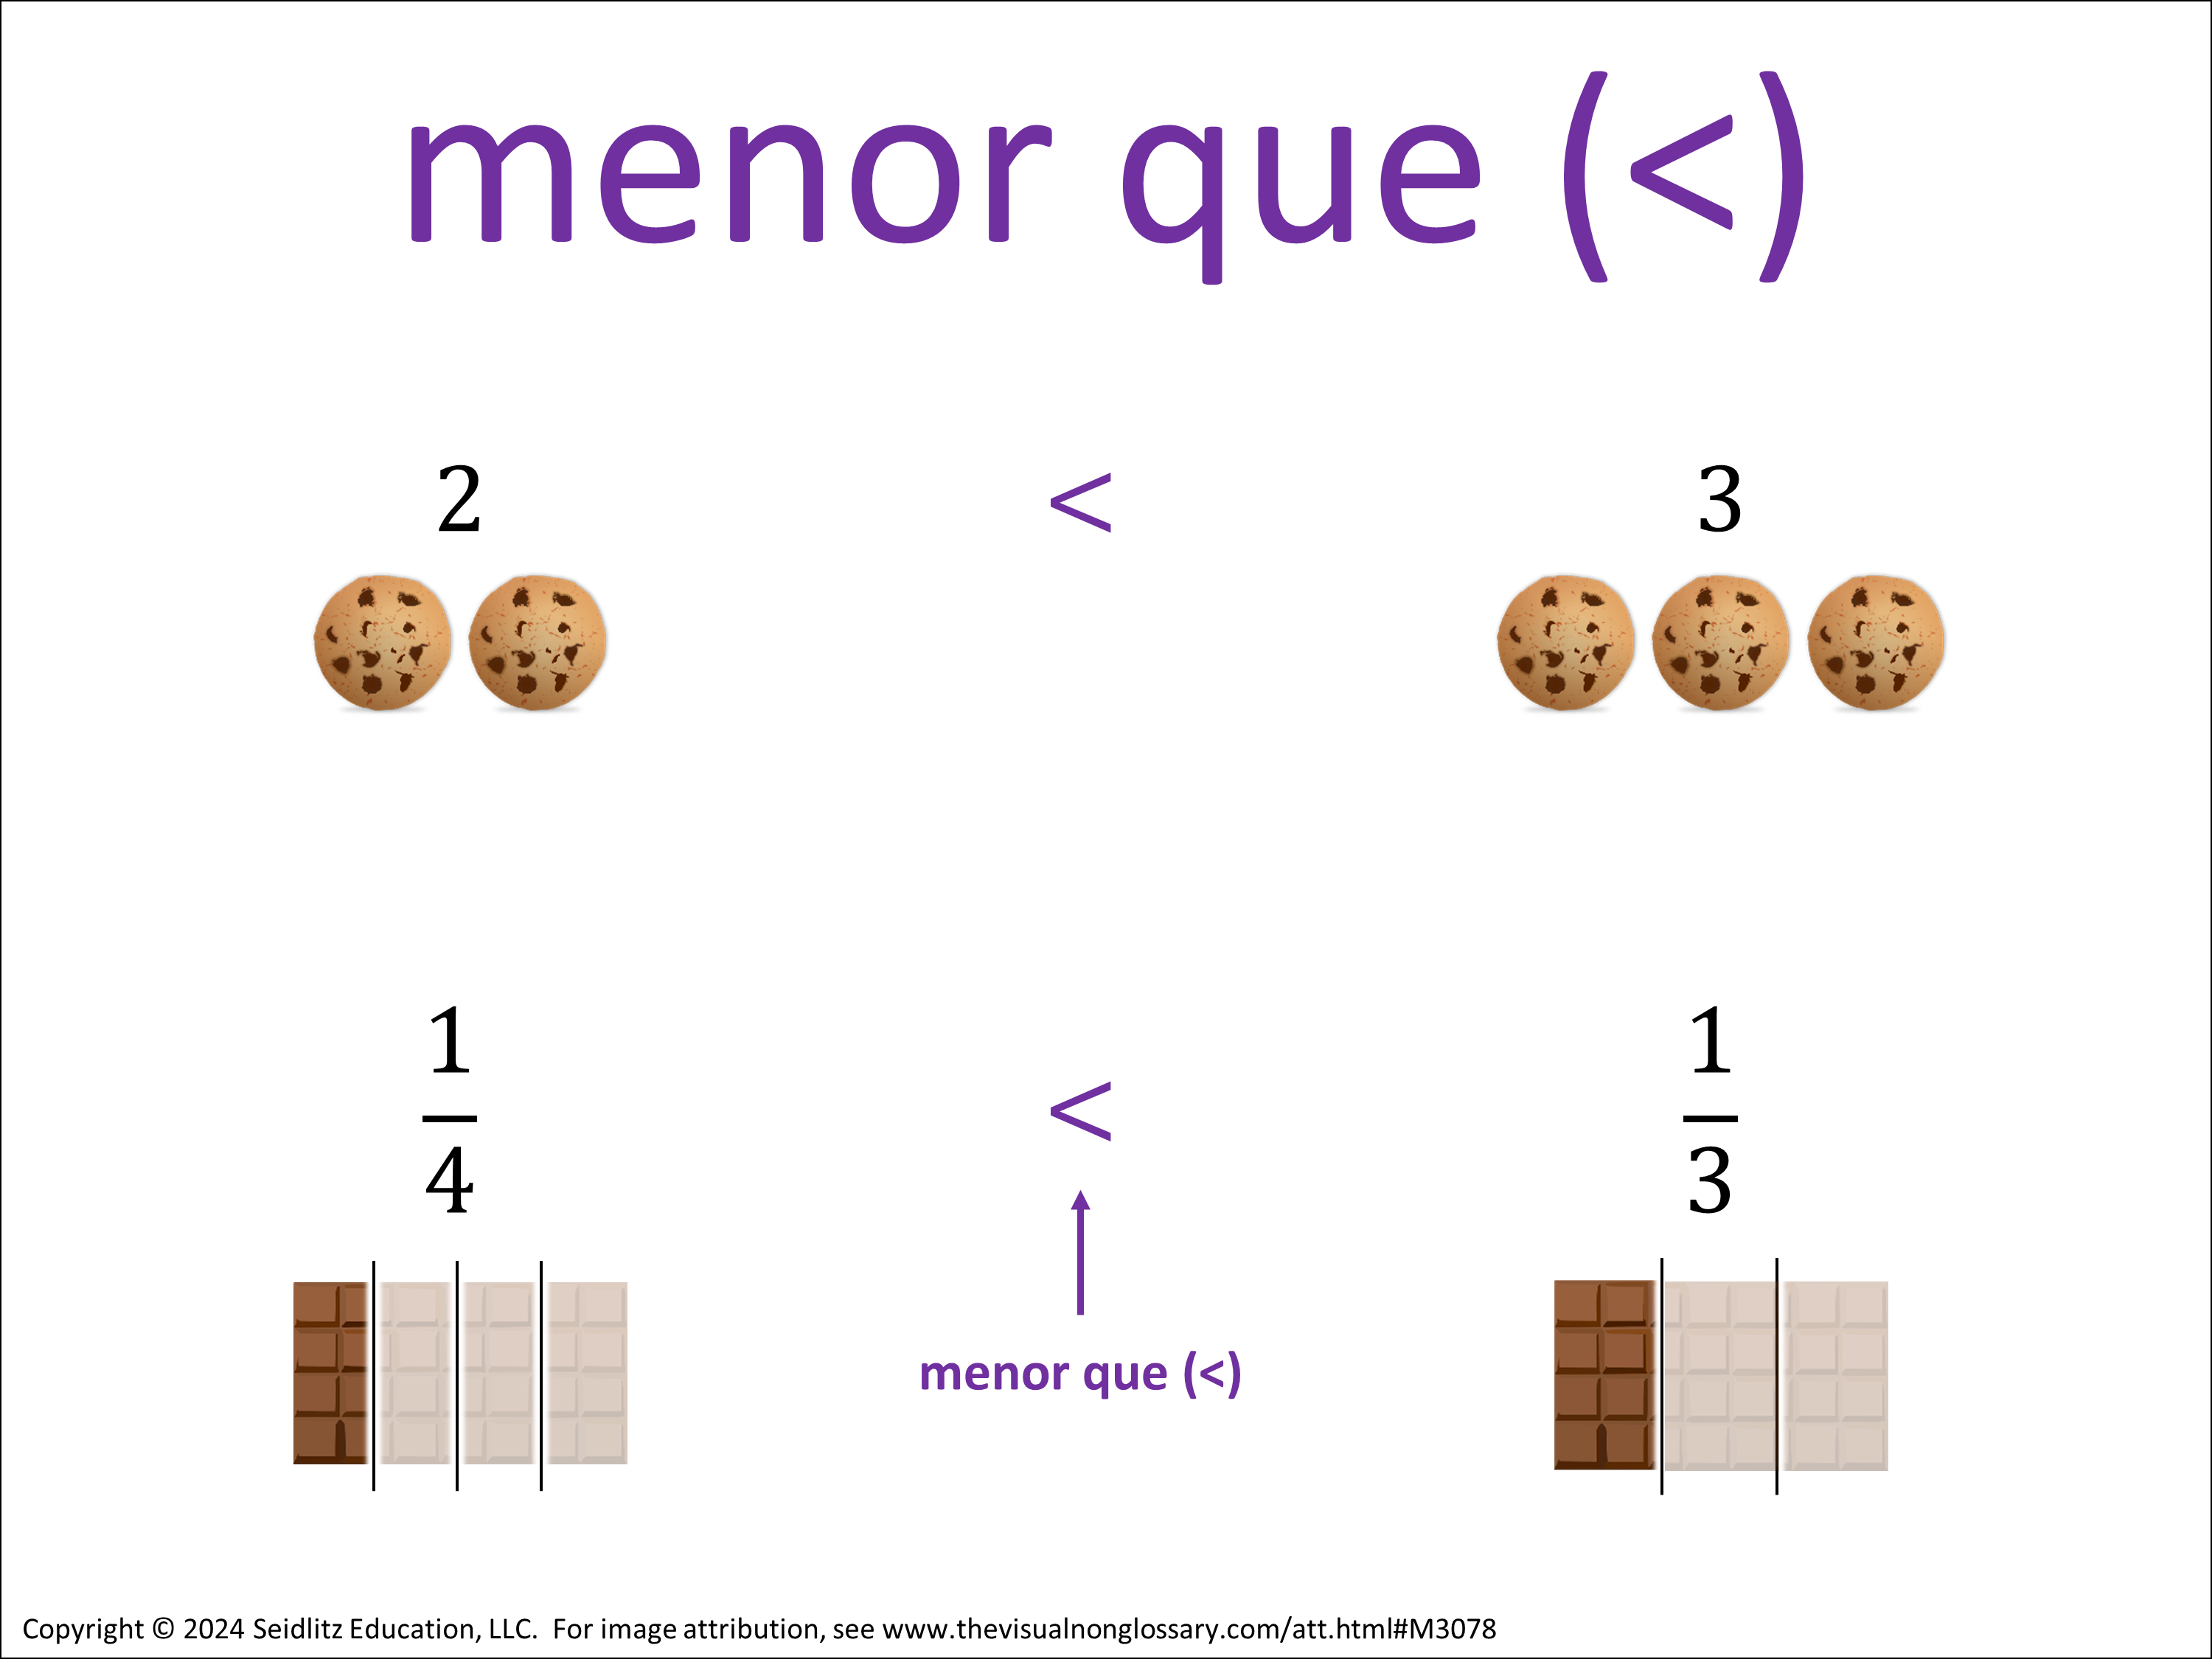 menor que (<)
2 < 3
1/4 < 1/3
menor que (<)
Copyright © 2024 Seidlitz Education, LLC.  For image attribution, see www.thevisualnonglossary.com/att.html#M3078